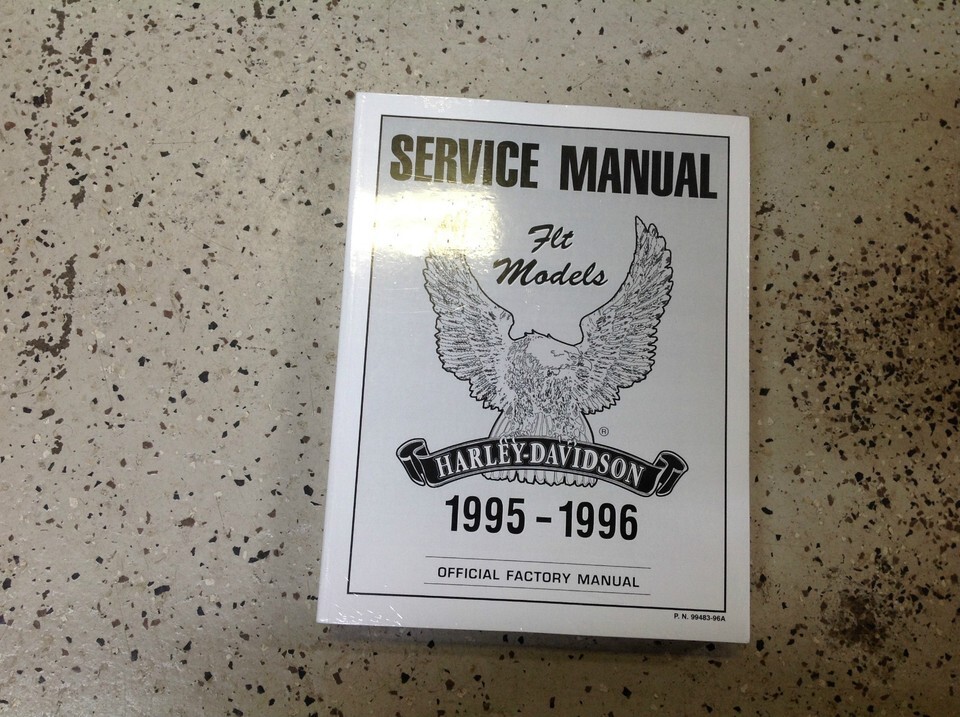 SERVICE MANUAL
Flt
Models
®
HARLEY-DAVIDSON
1995 - 1996
OFFICIAL FACTORY MANUAL
P. N. 99483-96A